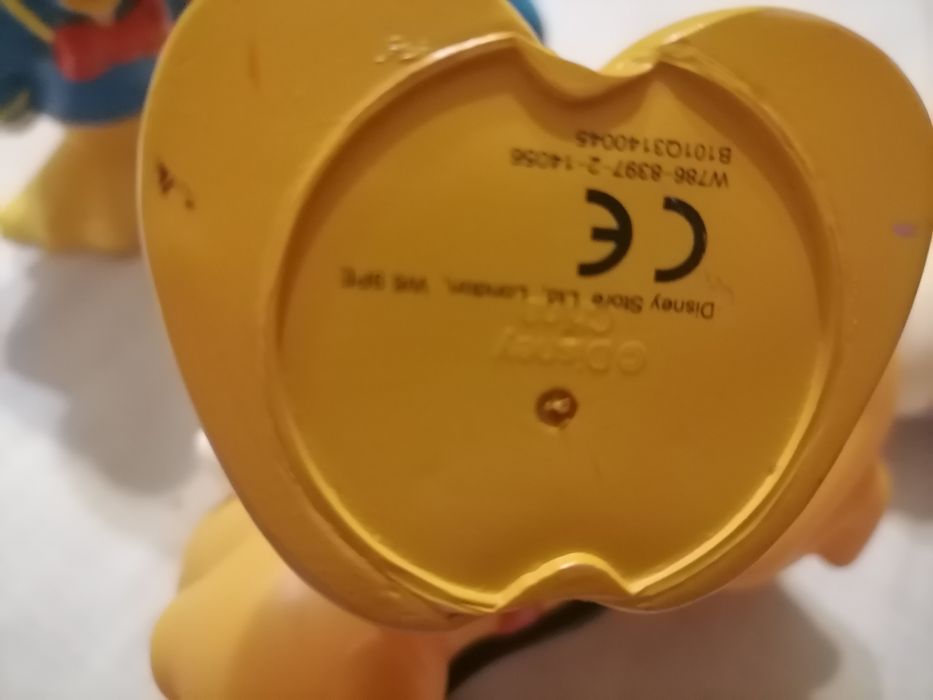 Disney Store Ltd, London, W6 9PE
CE
W786-8397-2-14056
B101Q3140045
©Disney